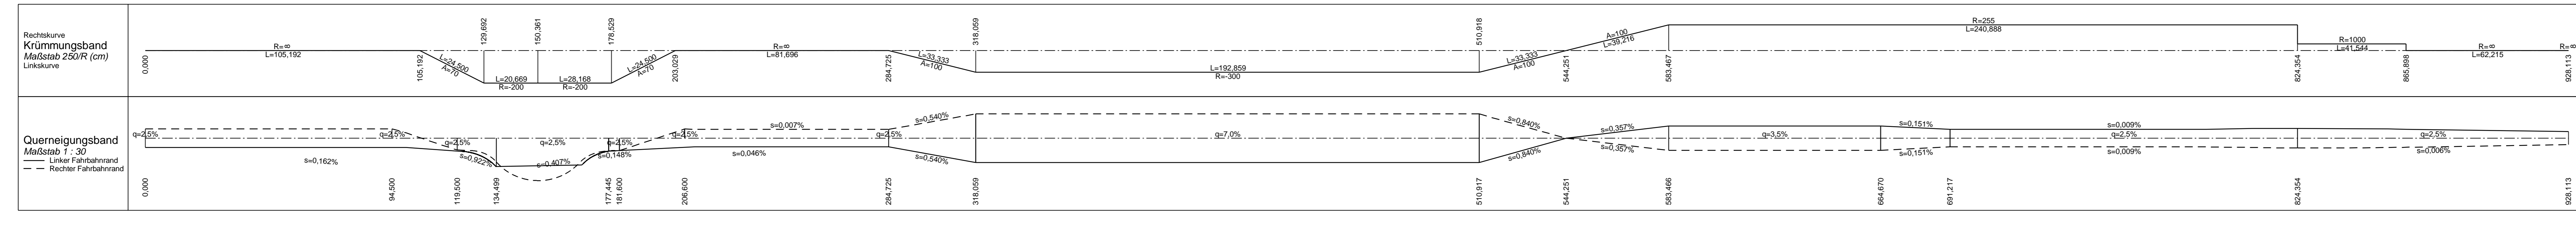 Rechtskurve
Krümmungsband
Maßstab 250/R (cm)
Linkskurve
0,000
R=∞
L=105,192
105,192
L=24,500
A=70
129,692
L=20,669
R=-200
150,361
L=28,168
R=-200
178,529
L=24,500
A=70
203,029
R=∞
L=81,696
284,725
L=33,333
A=100
318,059
L=192,859
R=-300
510,918
L=33,333
A=100
544,251
A=100
L=39,216
583,467
R=255
L=240,888
824,354
R=1000
L=41,544
865,898
R=∞
L=62,215
R=∞
928,113
Querneigungsband
Maßstab 1 : 30
Linker Fahrbahnrand
Rechter Fahrbahnrand
q=2,5%
s=0,162%
q=2,5%
q=2,5%
s=0,922%
q=2,5%
s=0,407%
q=2,5%
s=0,148%
q=2,5%
s=0,007%
s=0,046%
q=2,5%
s=0,540%
s=0,540%
q=7,0%
s=0,840%
s=0,840%
s=0,357%
s=0,357%
q=3,5%
s=0,151%
s=0,151%
s=0,009%
q=2,5%
s=0,009%
q=2,5%
s=0,006%
0,000
94,500
119,500
134,499
177,445
181,600
206,600
284,725
318,059
510,917
544,251
583,466
664,670
691,217
824,354
928,113